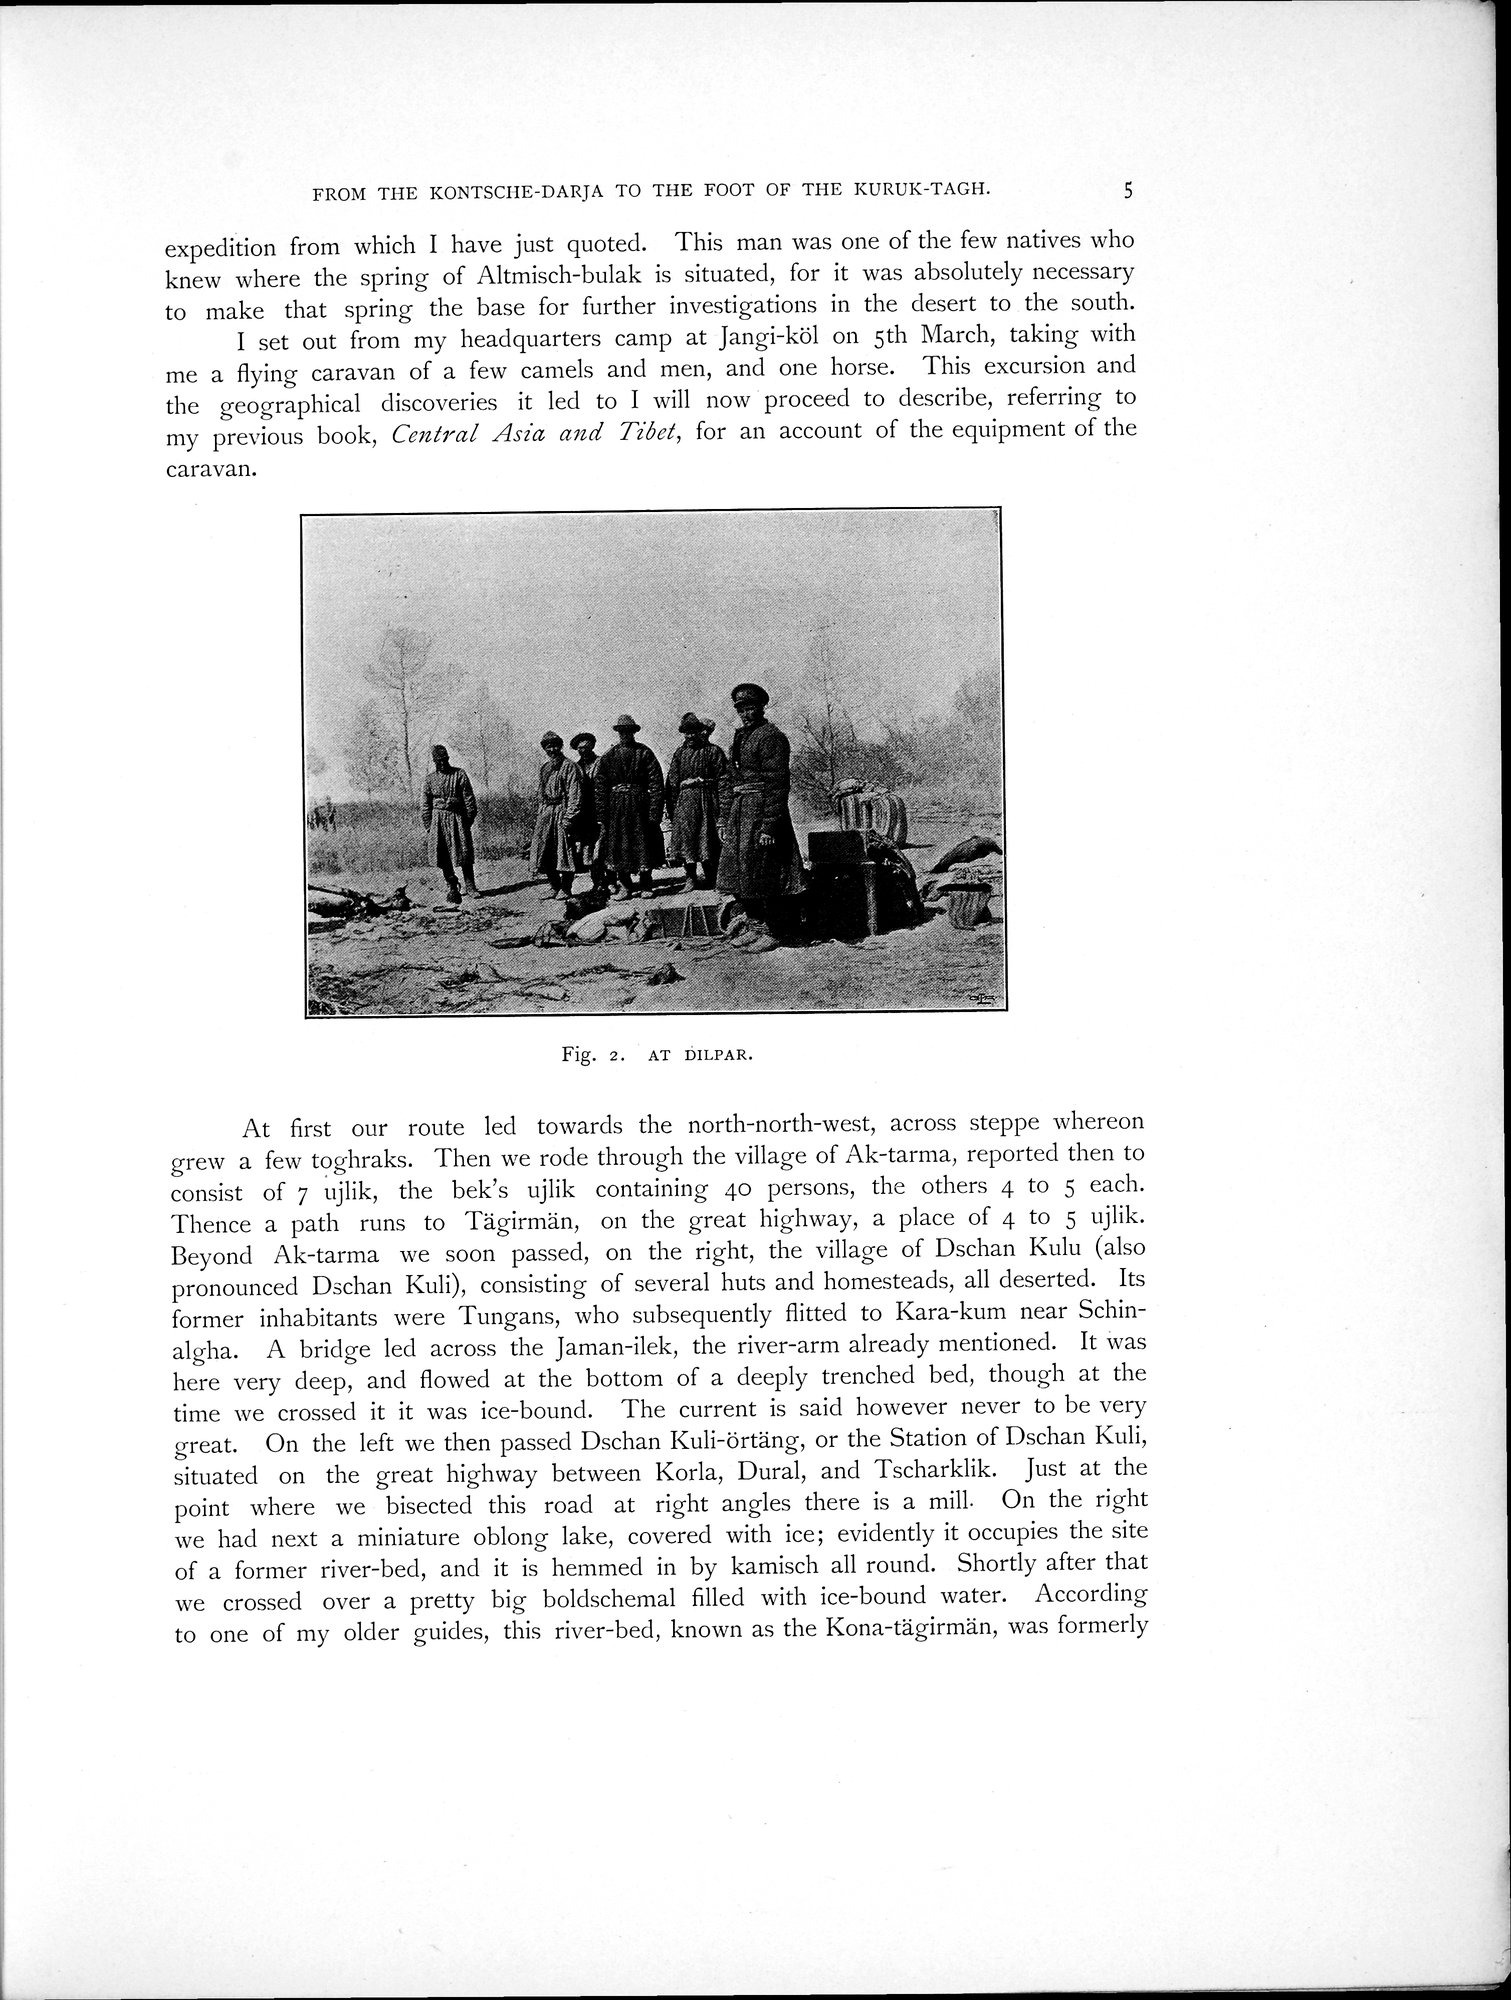 FROM THE KONTSCHE-DARJA TO THE FOOT OF THE KURUK-TAGH. 5
expedition from which I have just quoted. This man was one of the few natives who
knew where the spring of Altmisch-bulak is situated, for it was absolutely necessary
to make that spring the base for further investigations in the desert to the south.
I set out from my headquarters camp at Jangi-köl on 5th March, taking with
me a flying caravan of a few camels and men, and one horse. This excursion and
the geographical discoveries it led to I will now proceed to describe, referring to
my previous book, Central Asia and Tibet, for an account of the equipment of the
caravan.
Fig. 2. AT DILPAR.
At first our route led towards the north-north-west, across steppe whereon
grew a few toghraks. Then we rode through the village of Ak-tarma, reported then to
consist of 7 ujlik, the bek's ujlik containing 40 persons, the others 4 to 5 each.
Thence a path runs to Tägirmän, on the great highway, a place of 4 to 5 ujlik.
Beyond Ak-tarma we soon passed, on the right, the village of Dschan Kulu (also
pronounced Dschan Kuli), consisting of several huts and homesteads, all deserted. Its
former inhabitants were Tungans, who subsequently flitted to Kara-kum near Schin-
algha. A bridge led across the Jaman-ilek, the river-arm already mentioned. It was
here very deep, and flowed at the bottom of a deeply trenched bed, though at the
time we crossed it it was ice-bound. The current is said however never to be very
great. On the left we then passed Dschan Kuli-örtäng, or the Station of Dschan Kuli,
situated on the great highway between Korla, Dural, and Tscharklik. Just at the
point where we bisected this road at right angles there is a mill. On the right
we had next a miniature oblong lake, covered with ice; evidently it occupies the site
of a former river-bed, and it is hemmed in by kamisch all round. Shortly after that
we crossed over a pretty big boldschemal filled with ice-bound water. According
to one of my older guides, this river-bed, known as the Kona-tägirmän, was formerly